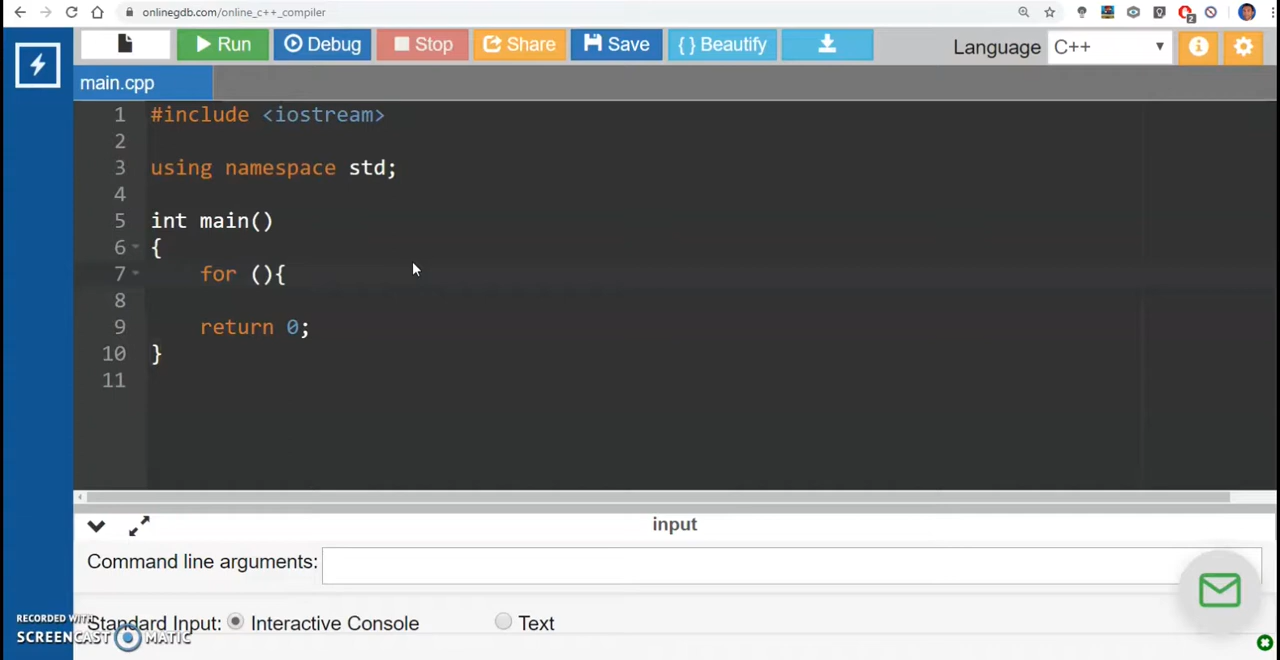 onlinegdb.com/online_c++_compiler
2
Run Debug Stop Share Save { } Beautify Language C++
main.cpp
1 #include <iostream>
2
3 using namespace std;
4
5 int main()
6 {
7 for (){
8
9 return 0;
10 }
11
input
Command line arguments:
Standard Input: Interactive Console Text
RECORDED WITH
SCREENCAST MATIC